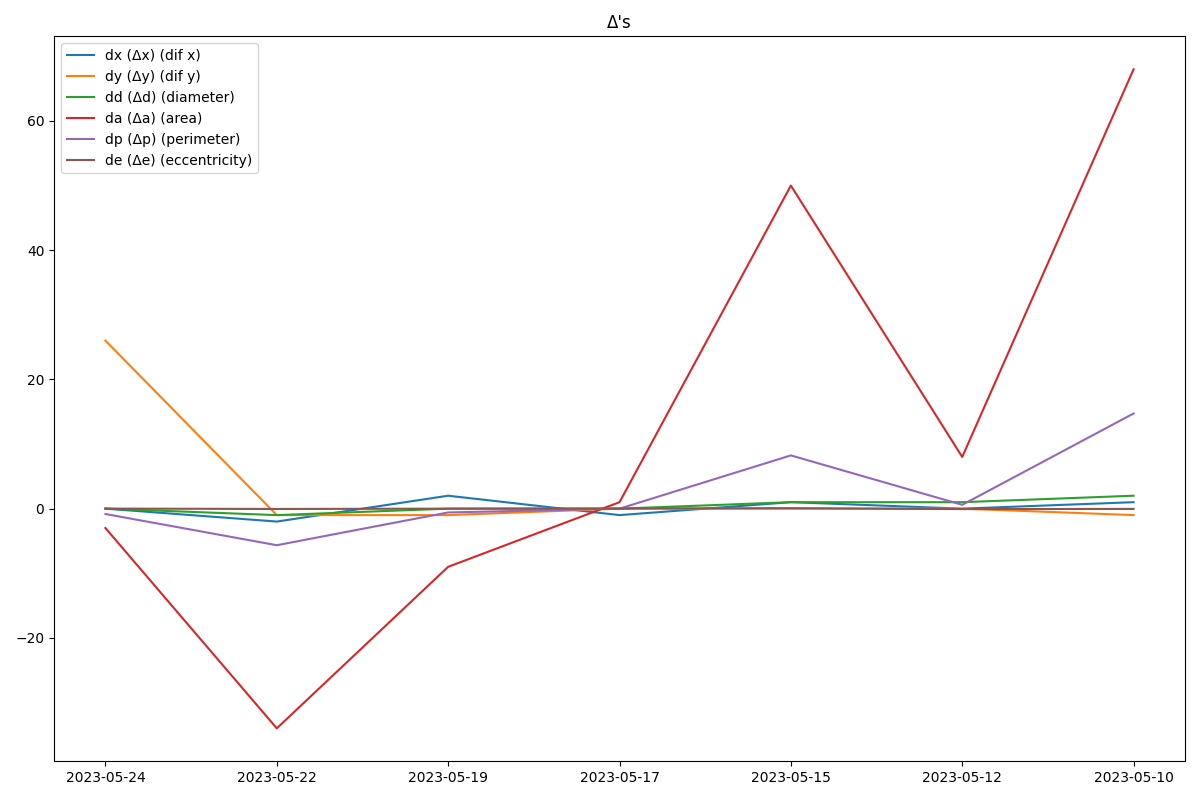 Δ's
dx (Δx) (dif x)
dy (Δy) (dif y)
dd (Δd) (diameter)
da (Δa) (area)
dp (Δp) (perimeter)
de (Δe) (eccentricity)
60
40
20
0
−20
2023-05-24 2023-05-22 2023-05-19 2023-05-17 2023-05-15 2023-05-12 2023-05-10